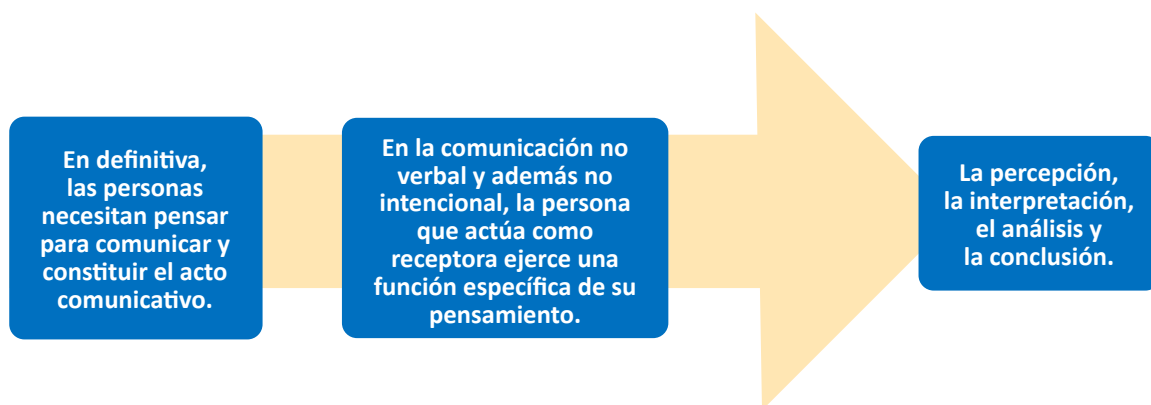 En definitiva,
las personas
necesitan pensar
para comunicar y
constituir el acto
comunicativo.
En la comunicación no
verbal y además no
intencional, la persona
que actúa como
receptora ejerce una
función específica de su
pensamiento.
La percepción,
la interpretación,
el análisis y
la conclusión.